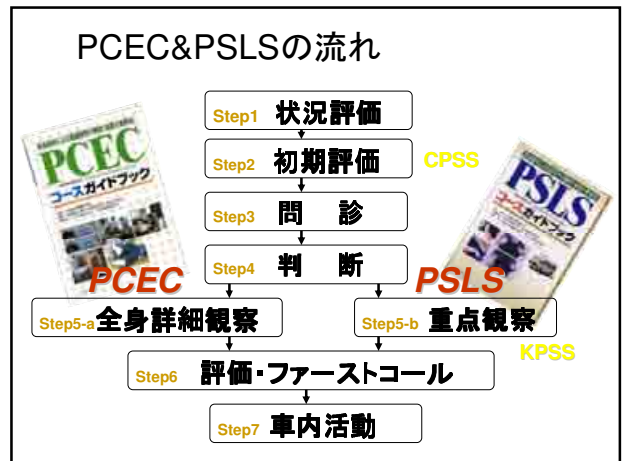 PCEC&PSLSの流れ
Step1 状況評価
Step2 初期評価 CPSS
Step3 問 診
Step4 判 断
PCEC
コースガイドブック
PSLS
コースガイドブック
PCEC PSLS
Step5-a 全身詳細観察 Step5-b 重点観察
KPSS
Step6 評価・ファーストコール
Step7 車内活動